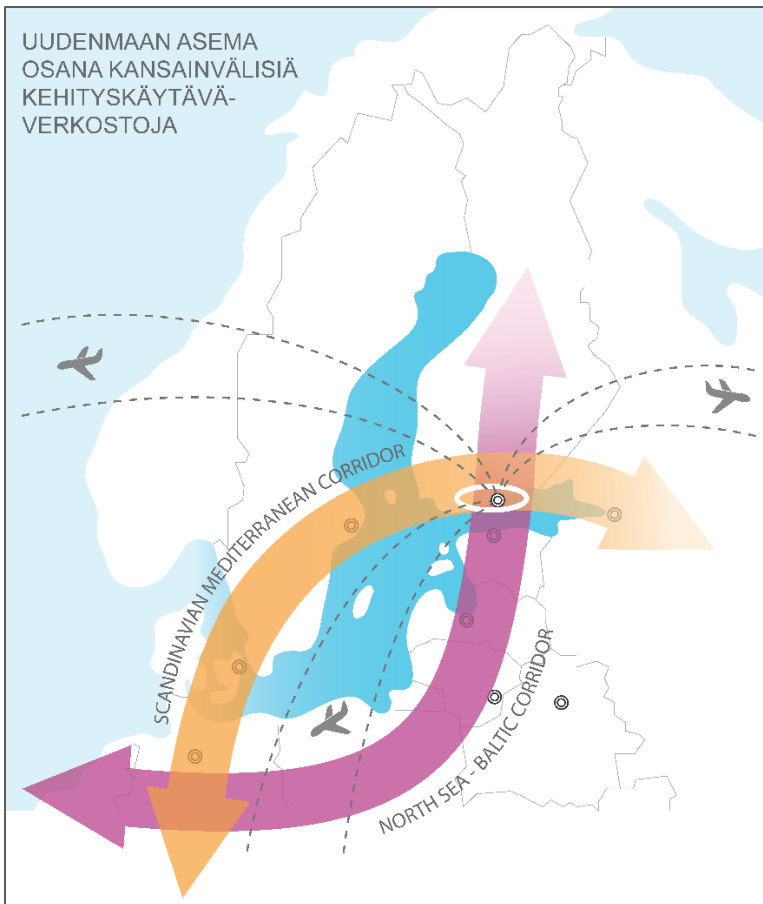 UUDENMAAN ASEMA
OSANA KANSAINVÄLISIÄ
KEHITYSKÄYTÄVÄ-
VERKOSTOJA
SCANDINAVIAN MEDITERRANEAN CORRIDOR
NORTH SEA - BALTIC CORRIDOR